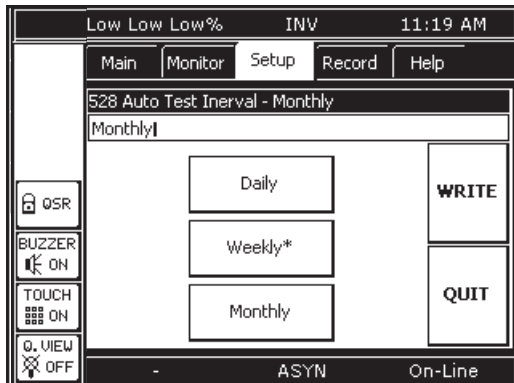 Low Low Low% INV 11:19 AM
Main Monitor Setup Record Help
528 Auto Test Inerval - Monthly
Monthly
Daily
Weekly*
Monthly
WRITE
QUIT
QSR
BUZZER
ON
TOUCH
ON
Q. VIEW
OFF
- ASYN On-Line